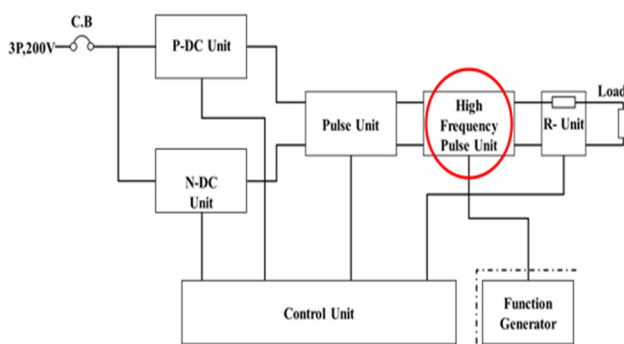 C.B
3P,200V
P-DC Unit
N-DC
Unit
Pulse Unit
High
Frequency
Pulse Unit
R- Unit
Load
Control Unit
Function
Generator